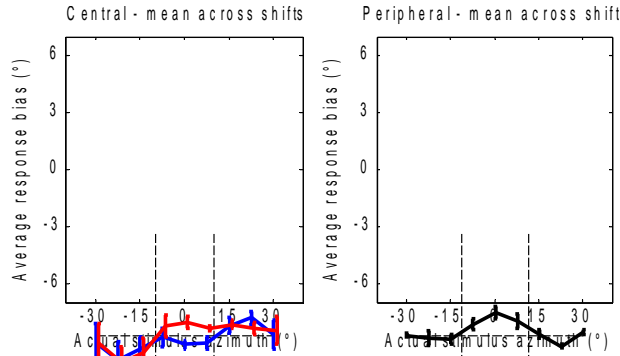 Central - mean across shifts
Peripheral - mean across shift
Average response bias (º)
6
3
0
-3
-6
-30 -15 0 15 30
Actual stimulus azimuth (º)
Average response bias (º)
6
3
0
-3
-6
-30 -15 0 15 30
Actual stimulus azimuth (º)